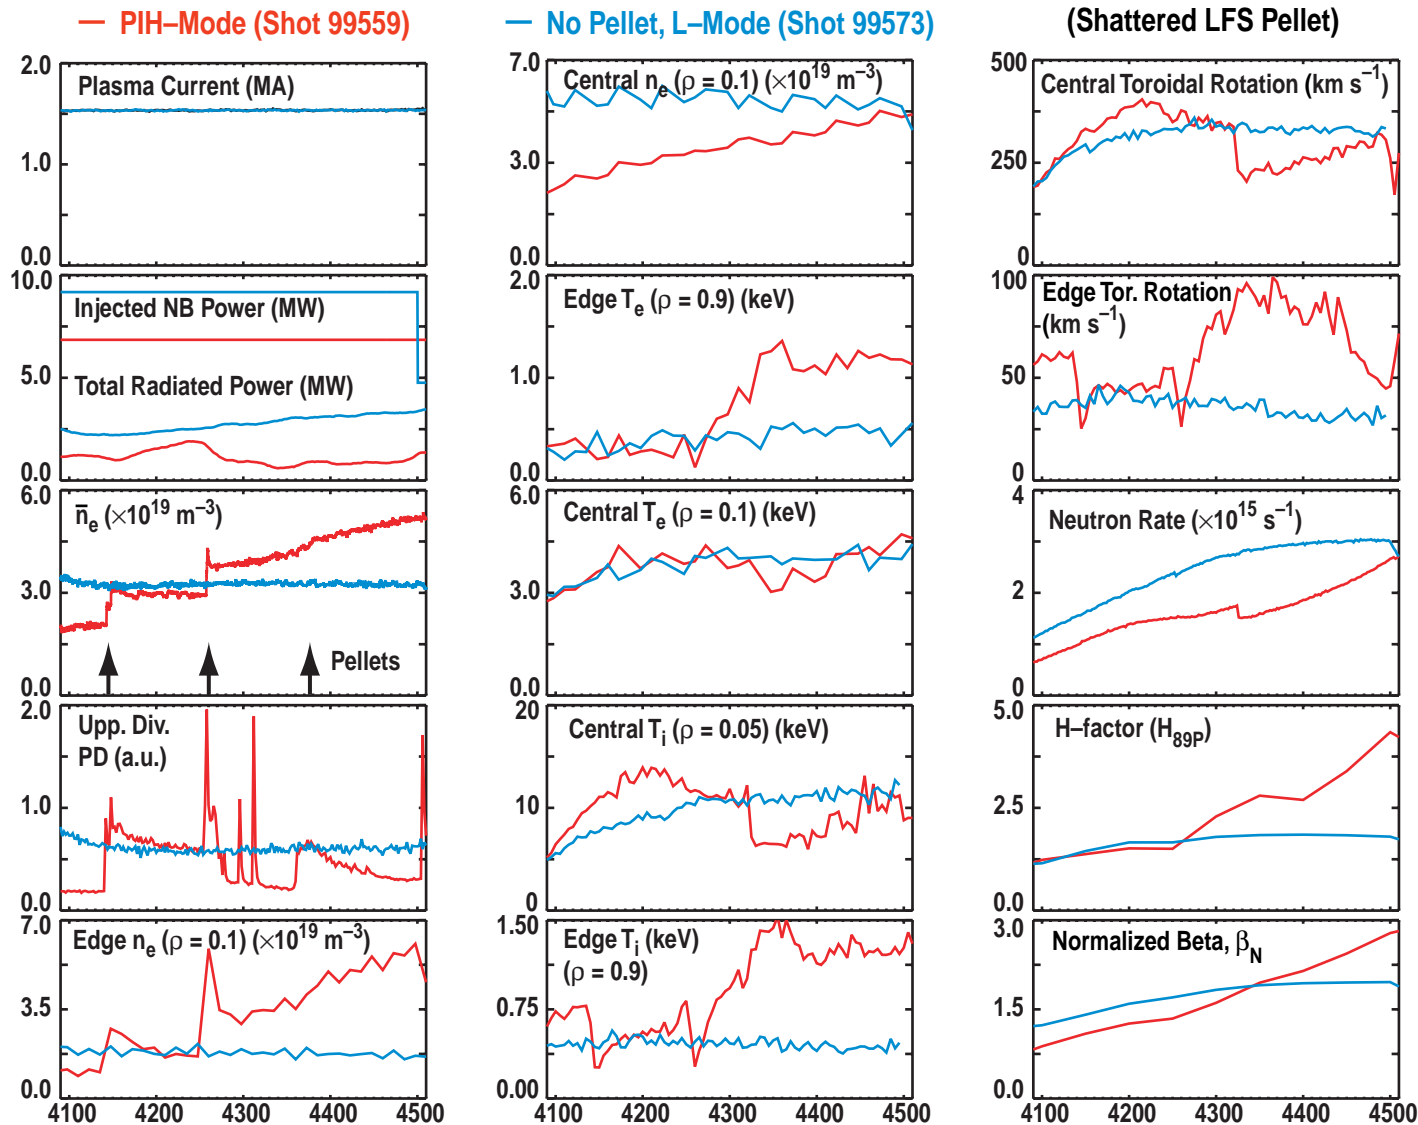 — PIH–Mode (Shot 99559)
— No Pellet, L–Mode (Shot 99573)
(Shattered LFS Pellet)
2.0
Plasma Current (MA)
1.0
0.0
10.0
Injected NB Power (MW)
5.0
Total Radiated Power (MW)
0.0
6.0
n̅e (×10^19 m^–3)
3.0
Pellets
0.0
2.0
Upp. Div.
PD (a.u.)
1.0
0.0
7.0
Edge ne (ρ = 0.1) (×10^19 m^–3)
3.5
0.0
4100 4200 4300 4400 4500
7.0
Central ne (ρ = 0.1) (×10^19 m^–3)
3.0
0.0
2.0
Edge Te (ρ = 0.9) (keV)
1.0
0.0
6.0
Central Te (ρ = 0.1) (keV)
3.0
0.0
20
Central Ti (ρ = 0.05) (keV)
10
0
1.50
Edge Ti (keV)
(ρ = 0.9)
0.75
0.00
4100 4200 4300 4400 4500
500
Central Toroidal Rotation (km s^–1)
250
0
100
Edge Tor. Rotation
(km s^–1)
50
0
4
Neutron Rate (×10^15 s^–1)
2
0
5.0
H–factor (H89P)
2.5
0.0
3.0
Normalized Beta, βN
1.5
0.0
4100 4200 4300 4400 4500